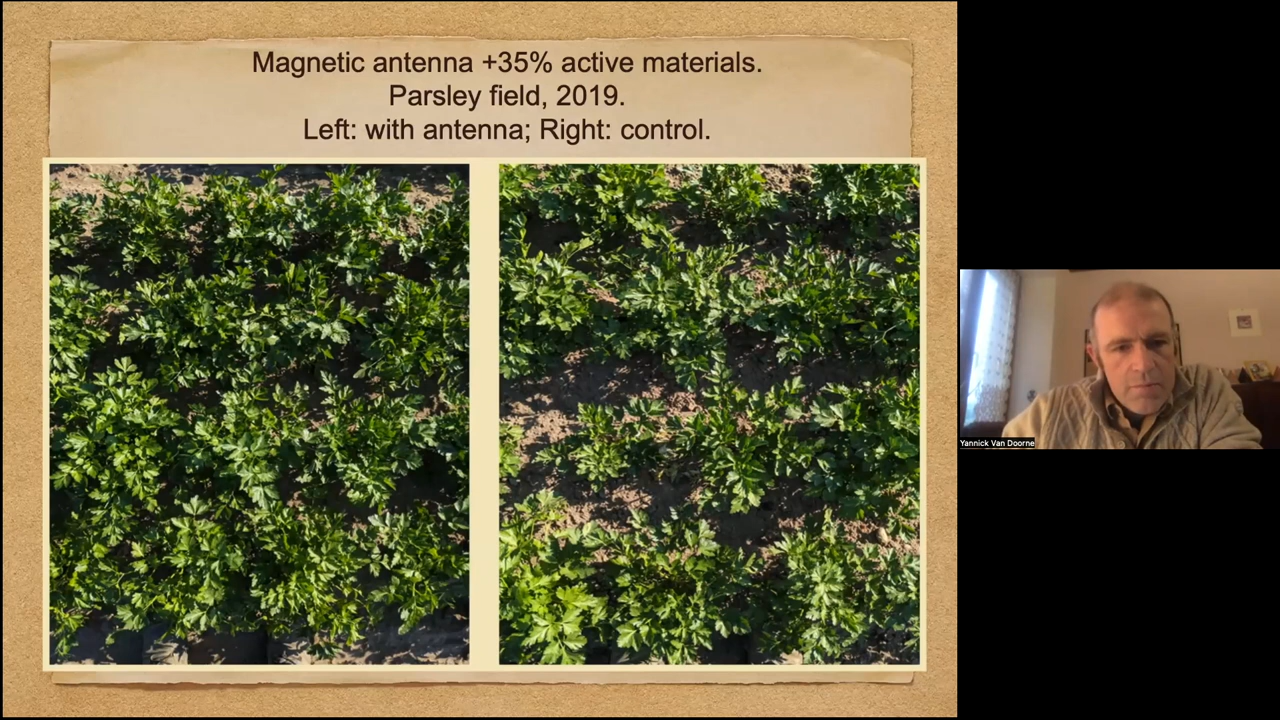 Magnetic antenna +35% active materials.
Parsley field, 2019.
Left: with antenna; Right: control.
Yannick Van Doorne